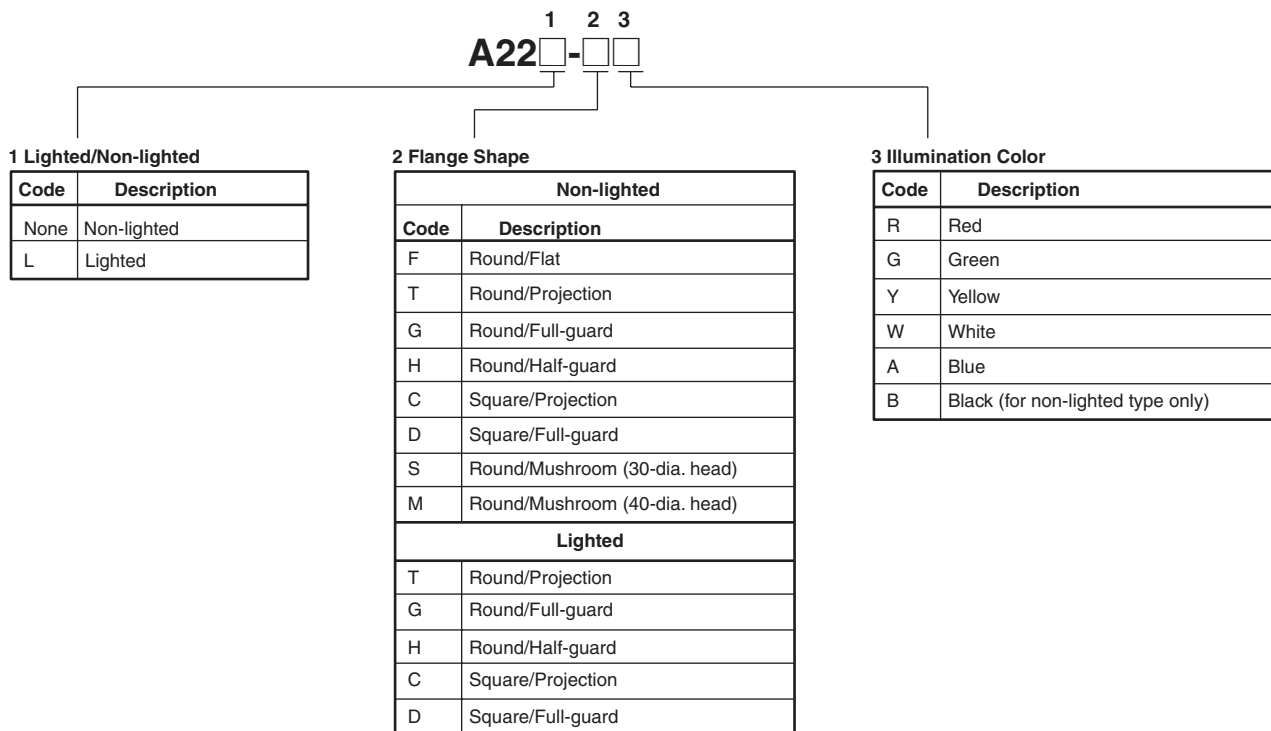 1 2 3
A22□-□□
1 Lighted/Non-lighted
Code Description
None Non-lighted
L Lighted
2 Flange Shape
Non-lighted
Code Description
F Round/Flat
T Round/Projection
G Round/Full-guard
H Round/Half-guard
C Square/Projection
D Square/Full-guard
S Round/Mushroom (30-dia. head)
M Round/Mushroom (40-dia. head)
Lighted
T Round/Projection
G Round/Full-guard
H Round/Half-guard
C Square/Projection
D Square/Full-guard
3 Illumination Color
Code Description
R Red
G Green
Y Yellow
W White
A Blue
B Black (for non-lighted type only)